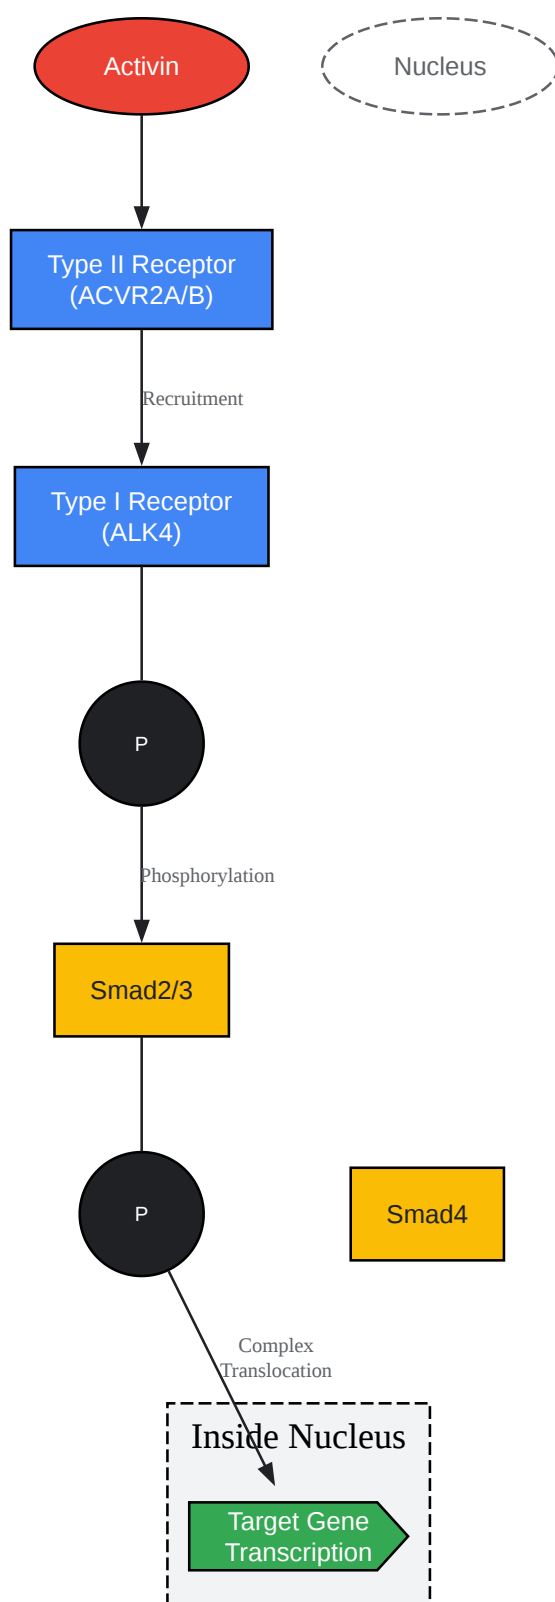 Activin
Nucleus
Type II Receptor
(ACVR2A/B)
Recruitment
Type I Receptor
(ALK4)
P
Phosphorylation
Smad2/3
P
Smad4
Complex
Translocation
Inside Nucleus
Target Gene
Transcription